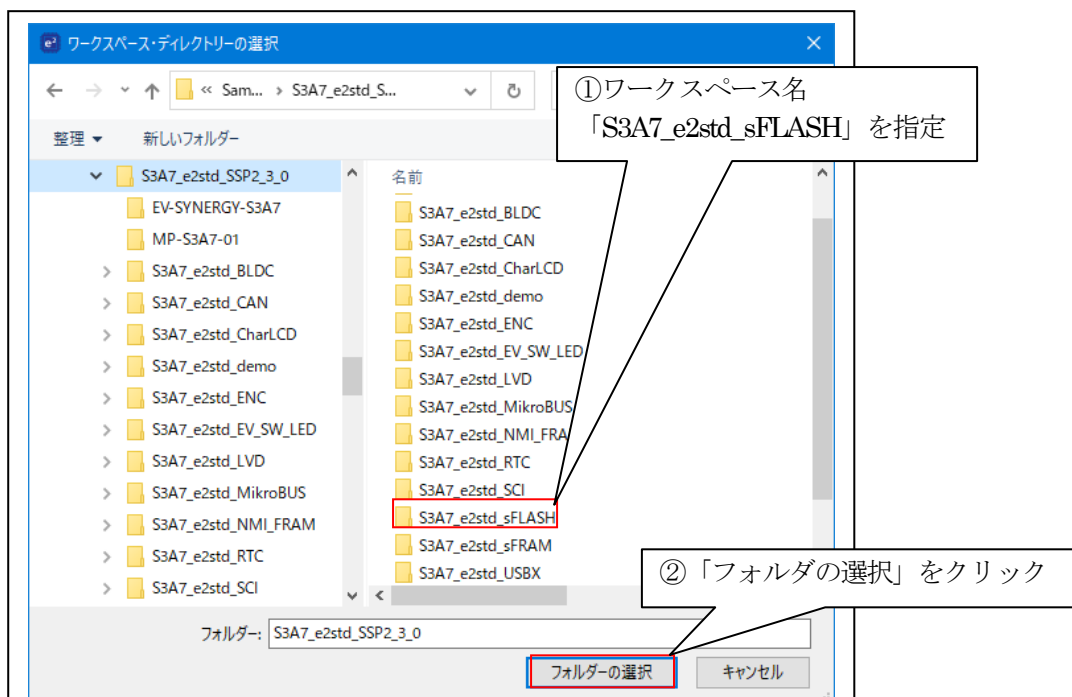 ワークスペース・ディレクトリーの選択
« Sam... › S3A7_e2std_S...
①ワークスペース名
「S3A7_e2std_sFLASH」を指定
整理 新しいフォルダー
S3A7_e2std_SSP2_3_0
EV-SYNERGY-S3A7
MP-S3A7-01
S3A7_e2std_BLDC
S3A7_e2std_CAN
S3A7_e2std_CharLCD
S3A7_e2std_demo
S3A7_e2std_ENC
S3A7_e2std_EV_SW_LED
S3A7_e2std_LVD
S3A7_e2std_MikroBUS
S3A7_e2std_NMI_FRAM
S3A7_e2std_RTC
S3A7_e2std_SCI
名前
S3A7_e2std_BLDC
S3A7_e2std_CAN
S3A7_e2std_CharLCD
S3A7_e2std_demo
S3A7_e2std_ENC
S3A7_e2std_EV_SW_LED
S3A7_e2std_LVD
S3A7_e2std_MikroBUS
S3A7_e2std_NMI_FRA
S3A7_e2std_RTC
S3A7_e2std_SCI
S3A7_e2std_sFLASH
S3A7_e2std_sFRAM
S3A7_e2std_USBX
②「フォルダの選択」をクリック
フォルダー: S3A7_e2std_SSP2_3_0
フォルダーの選択 キャンセル